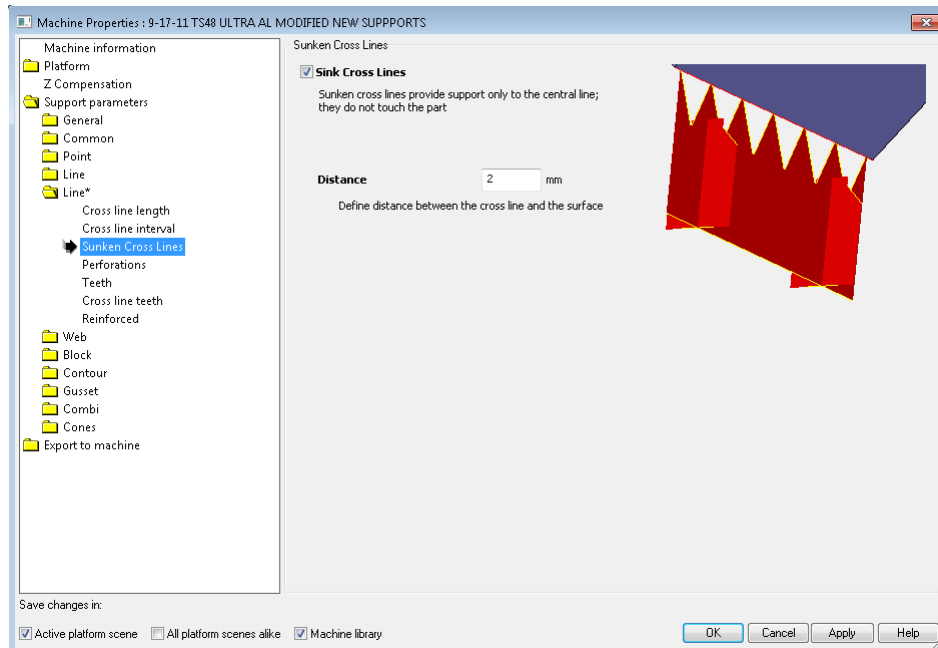 Machine Properties : 9-17-11 TS48 ULTRA AL MODIFIED NEW SUPPPORTS
Machine information
Platform
Z Compensation
Support parameters
General
Common
Point
Line
Line*
Cross line length
Cross line interval
Sunken Cross Lines
Perforations
Teeth
Cross line teeth
Reinforced
Web
Block
Contour
Gusset
Combi
Cones
Export to machine
Sunken Cross Lines
Sink Cross Lines
Sunken cross lines provide support only to the central line;
they do not touch the part
Distance 2 mm
Define distance between the cross line and the surface
Save changes in:
Active platform scene All platform scenes alike Machine library
OK Cancel Apply Help